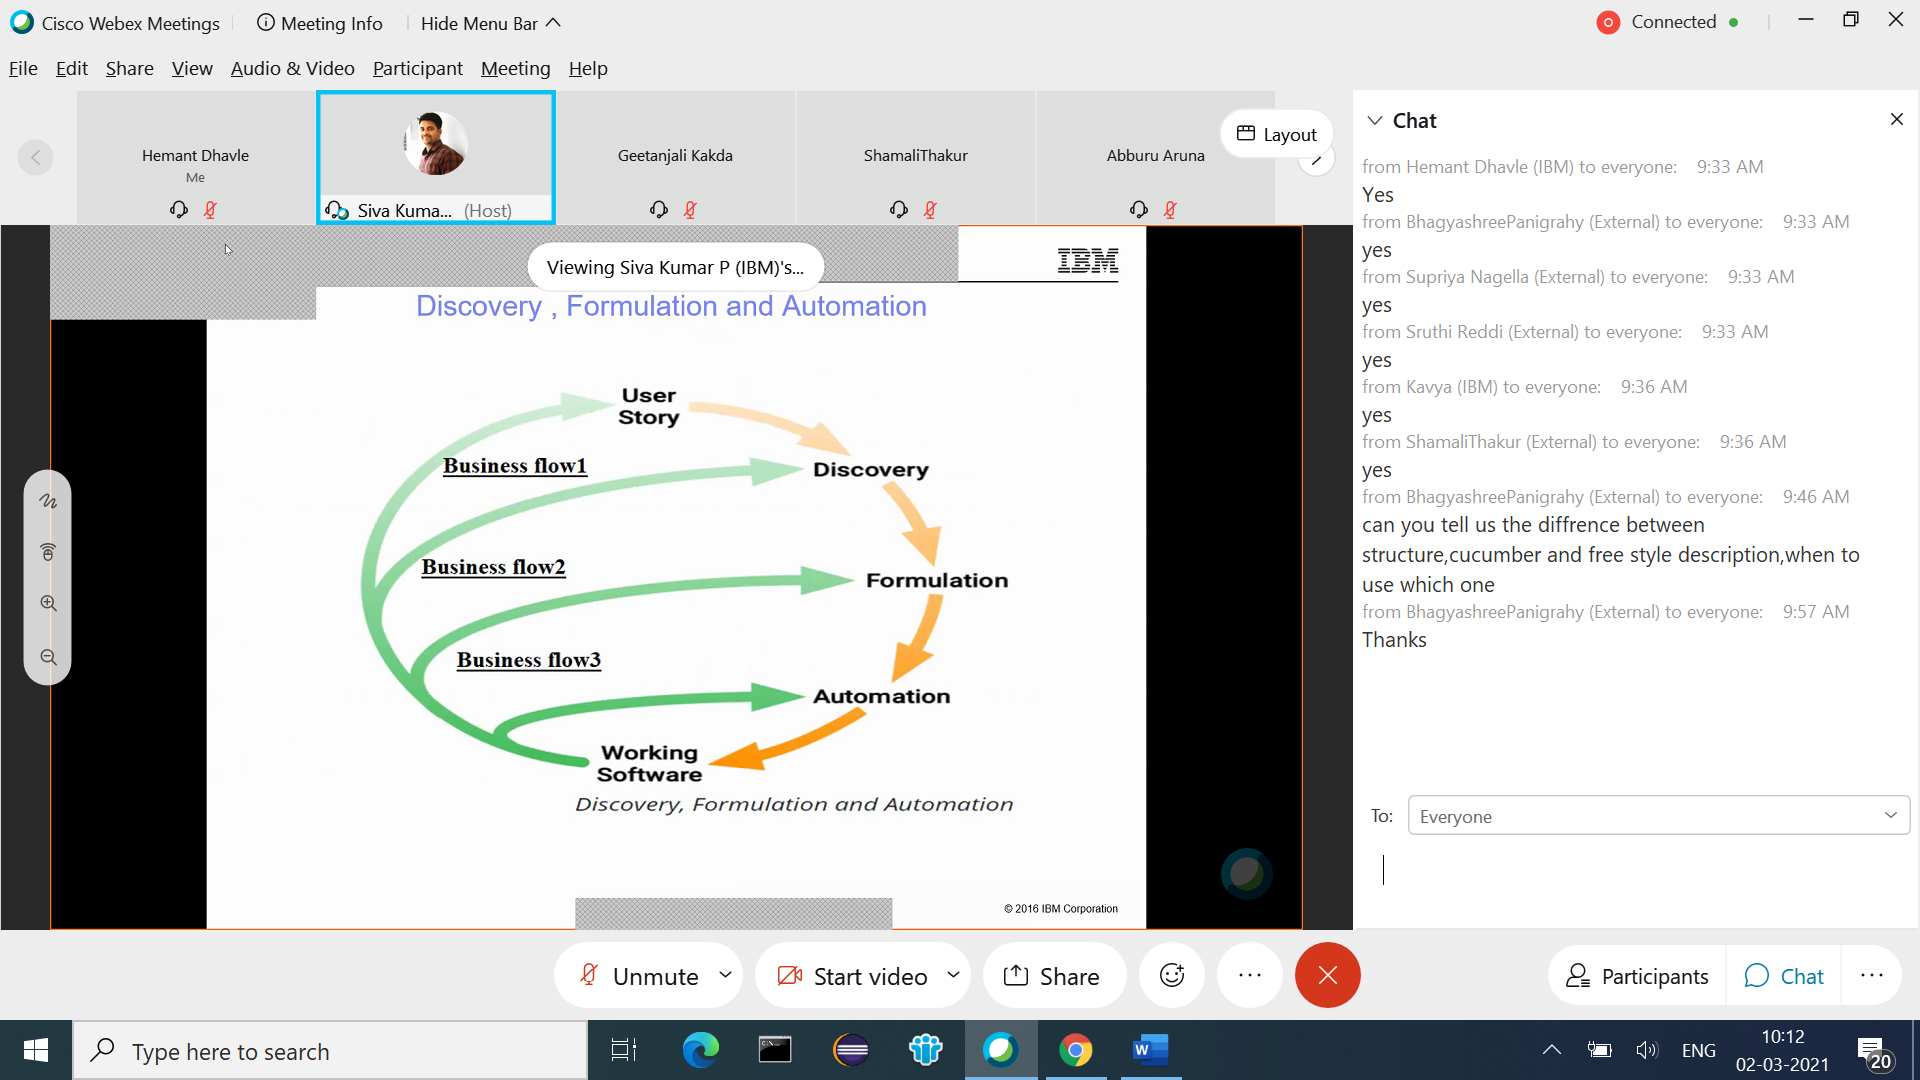 Cisco Webex Meetings
Meeting Info
Hide Menu Bar
Connected
File Edit Share View Audio & Video Participant Meeting Help
Hemant Dhavle
Me
Siva Kuma... (Host)
Geetanjali Kakda
ShamaliThakur
Abburu Aruna
Layout
Viewing Siva Kumar P (IBM)'s...
IBM
Discovery , Formulation and Automation
User
Story
Business flow1
Discovery
Business flow2
Formulation
Business flow3
Automation
Working
Software
Discovery, Formulation and Automation
© 2016 IBM Corporation
Chat
from Hemant Dhavle (IBM) to everyone: 9:33 AM
Yes
from BhagyashreePanigrahy (External) to everyone: 9:33 AM
yes
from Supriya Nagella (External) to everyone: 9:33 AM
yes
from Sruthi Reddi (External) to everyone: 9:33 AM
yes
from Kavya (IBM) to everyone: 9:36 AM
yes
from ShamaliThakur (External) to everyone: 9:36 AM
yes
from BhagyashreePanigrahy (External) to everyone: 9:46 AM
can you tell us the diffrence between
structure,cucumber and free style description,when to
use which one
from BhagyashreePanigrahy (External) to everyone: 9:57 AM
Thanks
To: Everyone
Unmute
Start video
Share
Participants
Chat
Type here to search
W
ENG
10:12
02-03-2021
20